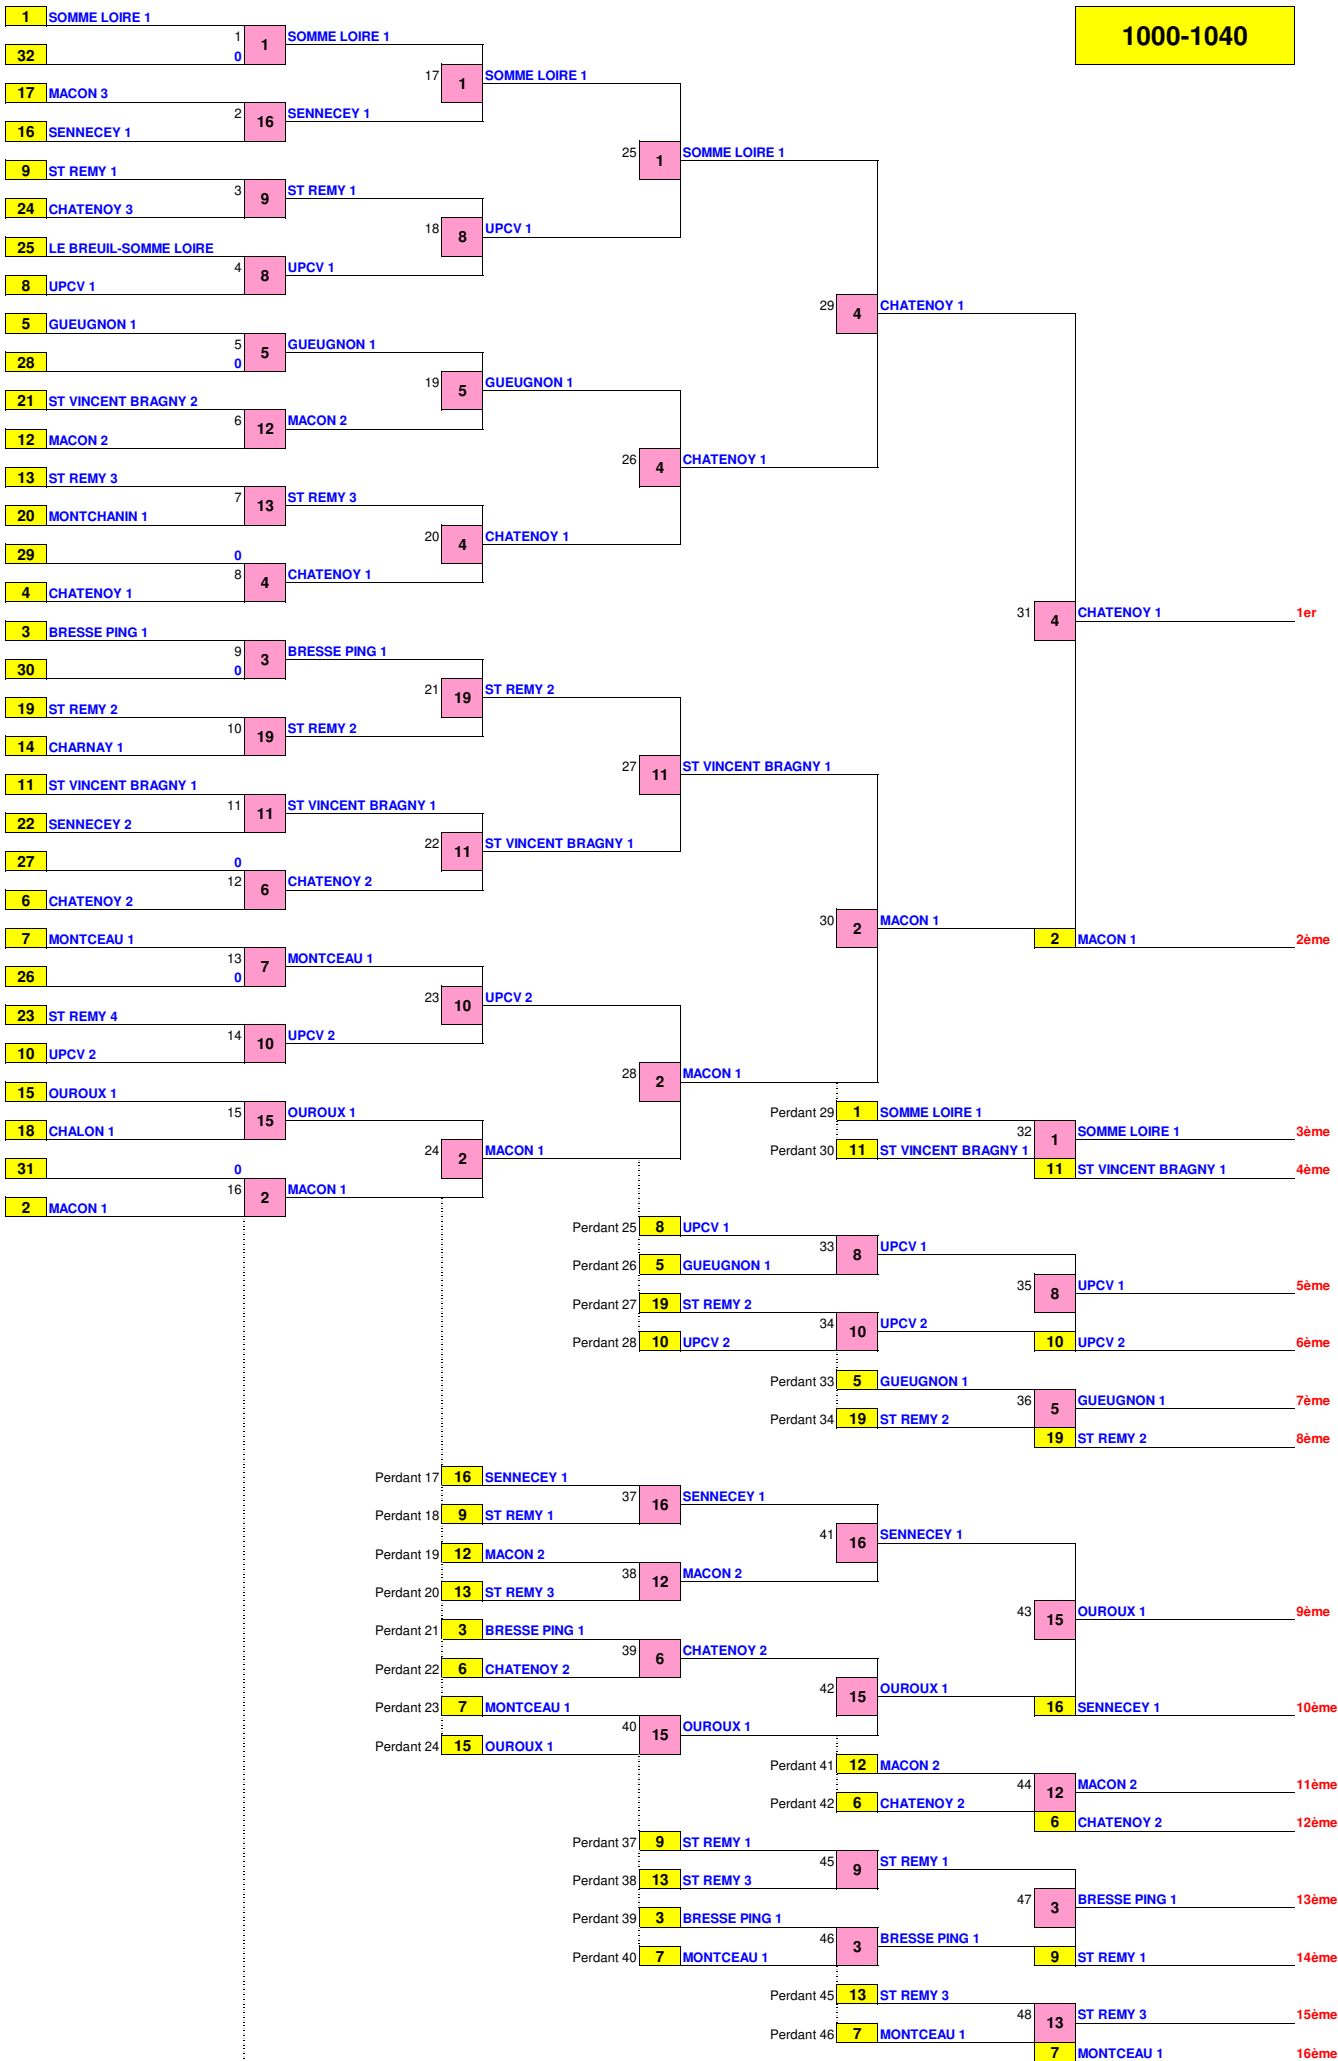 1000-1040
1 SOMME LOIRE 1
1 1 SOMME LOIRE 1
32 0
17 1 SOMME LOIRE 1
17 MACON 3
2 16 SENNECEY 1
16 SENNECEY 1
25 1 SOMME LOIRE 1
9 ST REMY 1
3 9 ST REMY 1
24 CHATENOY 3
18 8 UPCV 1
25 LE BREUIL-SOMME LOIRE
4 8 UPCV 1
8 UPCV 1
29 4 CHATENOY 1
5 GUEUGNON 1
5 5 GUEUGNON 1
28 0
19 5 GUEUGNON 1
21 ST VINCENT BRAGNY 2
6 12 MACON 2
12 MACON 2
26 4 CHATENOY 1
13 ST REMY 3
7 13 ST REMY 3
20 MONTCHANIN 1
20 4 CHATENOY 1
29 0
8 4 CHATENOY 1
4 CHATENOY 1
31 4 CHATENOY 1 1er
3 BRESSE PING 1
9 3 BRESSE PING 1
30 0
21 19 ST REMY 2
19 ST REMY 2
10 19 ST REMY 2
14 CHARNAY 1
27 11 ST VINCENT BRAGNY 1
11 ST VINCENT BRAGNY 1
11 11 ST VINCENT BRAGNY 1
22 SENNECEY 2
22 11 ST VINCENT BRAGNY 1
27 0
12 6 CHATENOY 2
6 CHATENOY 2
30 2 MACON 1
2 MACON 1 2ème
7 MONTCEAU 1
13 7 MONTCEAU 1
26 0
23 10 UPCV 2
23 ST REMY 4
14 10 UPCV 2
10 UPCV 2
28 2 MACON 1
15 OUROUX 1
15 15 OUROUX 1
18 CHALON 1
24 2 MACON 1
31 0
16 2 MACON 1
2 MACON 1
Perdant 29 1 SOMME LOIRE 1
32 1 SOMME LOIRE 1 3ème
Perdant 30 11 ST VINCENT BRAGNY 1
11 ST VINCENT BRAGNY 1 4ème
Perdant 25 8 UPCV 1
33 8 UPCV 1
Perdant 26 5 GUEUGNON 1
35 8 UPCV 1 5ème
Perdant 27 19 ST REMY 2
34 10 UPCV 2
Perdant 28 10 UPCV 2
10 UPCV 2 6ème
Perdant 33 5 GUEUGNON 1
36 5 GUEUGNON 1 7ème
Perdant 34 19 ST REMY 2
19 ST REMY 2 8ème
Perdant 17 16 SENNECEY 1
37 16 SENNECEY 1
Perdant 18 9 ST REMY 1
41 16 SENNECEY 1
Perdant 19 12 MACON 2
38 12 MACON 2
Perdant 20 13 ST REMY 3
43 15 OUROUX 1 9ème
Perdant 21 3 BRESSE PING 1
39 6 CHATENOY 2
Perdant 22 6 CHATENOY 2
42 15 OUROUX 1
Perdant 23 7 MONTCEAU 1
16 SENNECEY 1 10ème
40 15 OUROUX 1
Perdant 24 15 OUROUX 1
Perdant 41 12 MACON 2
44 12 MACON 2 11ème
Perdant 42 6 CHATENOY 2
6 CHATENOY 2 12ème
Perdant 37 9 ST REMY 1
45 9 ST REMY 1
Perdant 38 13 ST REMY 3
47 3 BRESSE PING 1 13ème
Perdant 39 3 BRESSE PING 1
46 3 BRESSE PING 1
Perdant 40 7 MONTCEAU 1
9 ST REMY 1 14ème
Perdant 45 13 ST REMY 3
48 13 ST REMY 3 15ème
Perdant 46 7 MONTCEAU 1
7 MONTCEAU 1 16ème